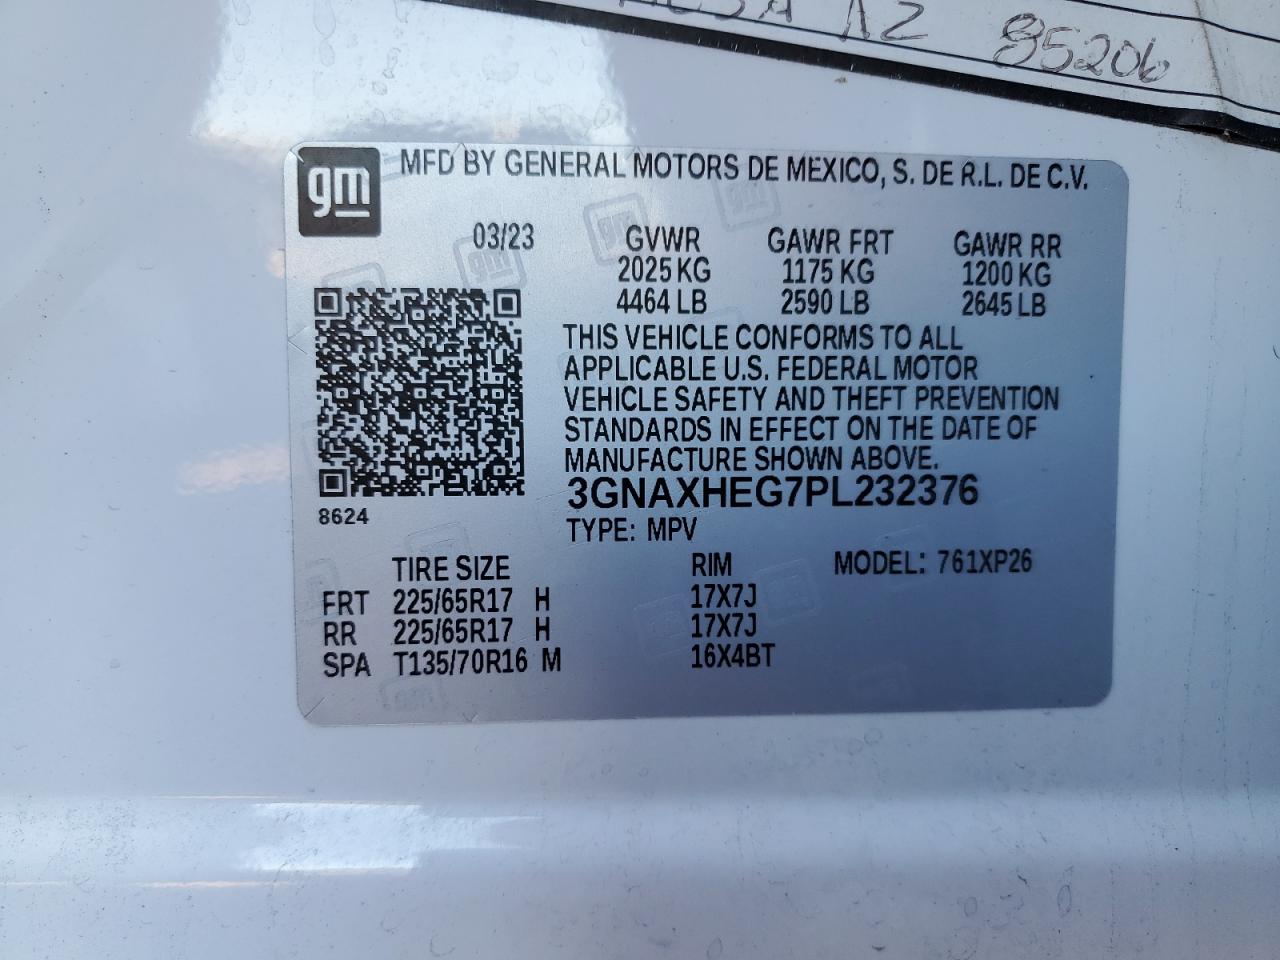 AZ 85206
gm
MFD BY GENERAL MOTORS DE MEXICO, S. DE R.L. DE C.V.
03/23 GVWR GAWR FRT GAWR RR
2025 KG 1175 KG 1200 KG
4464 LB 2590 LB 2645 LB
THIS VEHICLE CONFORMS TO ALL
APPLICABLE U.S. FEDERAL MOTOR
VEHICLE SAFETY AND THEFT PREVENTION
STANDARDS IN EFFECT ON THE DATE OF
MANUFACTURE SHOWN ABOVE.
3GNAXHEG7PL232376
8624
TYPE: MPV
TIRE SIZE RIM MODEL: 761XP26
FRT 225/65R17 H 17X7J
RR 225/65R17 H 17X7J
SPA T135/70R16 M 16X4BT